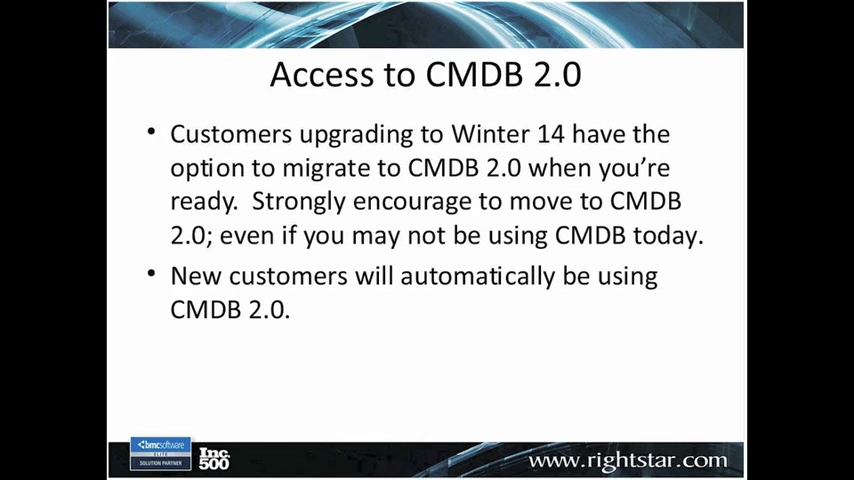 Access to CMDB 2.0
• Customers upgrading to Winter 14 have the
option to migrate to CMDB 2.0 when you're
ready.  Strongly encourage to move to CMDB
2.0; even if you may not be using CMDB today.
• New customers will automatically be using
CMDB 2.0.
bmcsoftware
ELITE
SOLUTION PARTNER
Inc.
500
www.rightstar.com